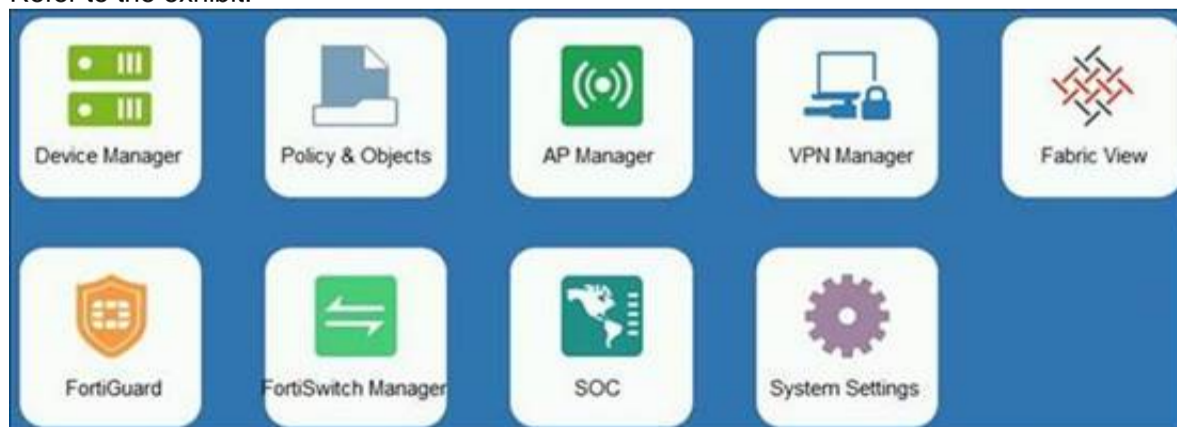 Refer to the exhibit.
Device Manager
Policy & Objects
AP Manager
VPN Manager
Fabric View
FortiGuard
FortiSwitch Manager
SOC
System Settings